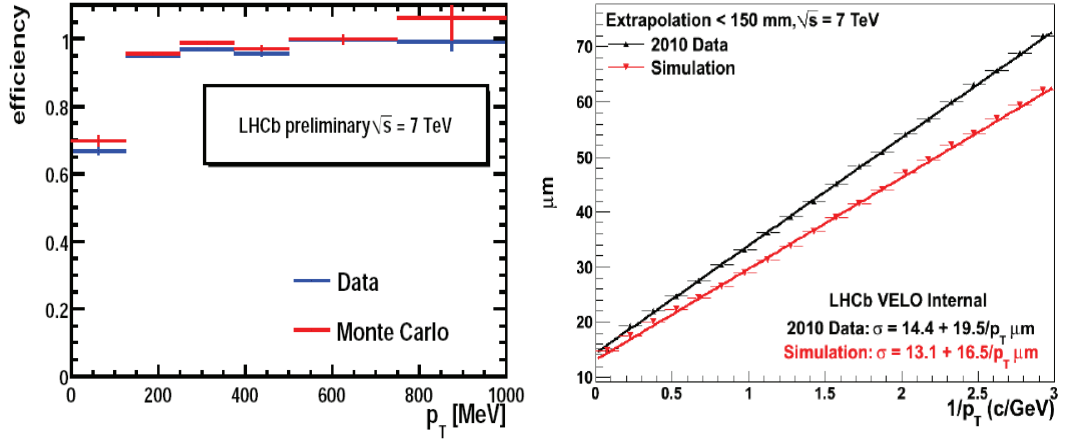 efficiency
1
0.8
0.6
0.4
0.2
0
LHCb preliminary √s = 7 TeV
Data
Monte Carlo
0 200 400 600 800 1000
p_T [MeV]
Extrapolation < 150 mm, √s = 7 TeV
2010 Data
Simulation
μm
70
60
50
40
30
20
10
LHCb VELO Internal
2010 Data: σ = 14.4 + 19.5/p_T μm
Simulation: σ = 13.1 + 16.5/p_T μm
0 0.5 1 1.5 2 2.5 3
1/p_T (c/GeV)